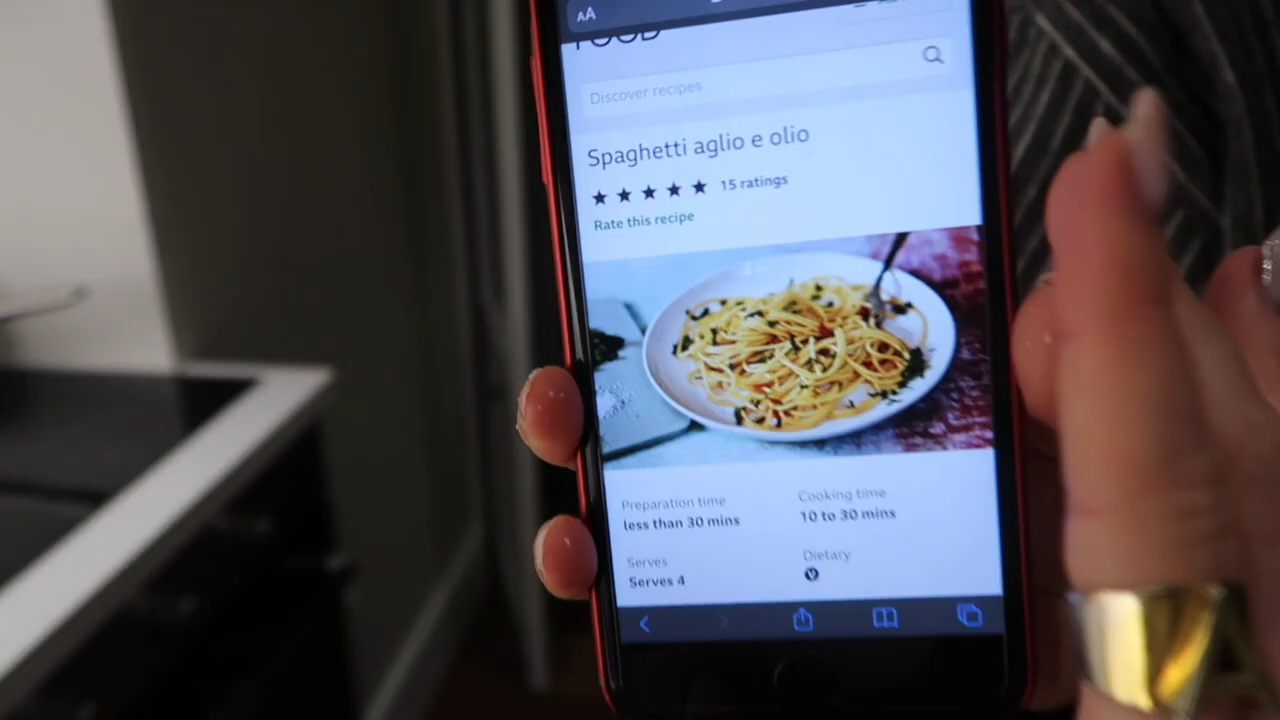 AA
FOOD
Discover recipes
Spaghetti aglio e olio
15 ratings
Rate this recipe
Preparation time
less than 30 mins
Cooking time
10 to 30 mins
Serves
Serves 4
Dietary
V